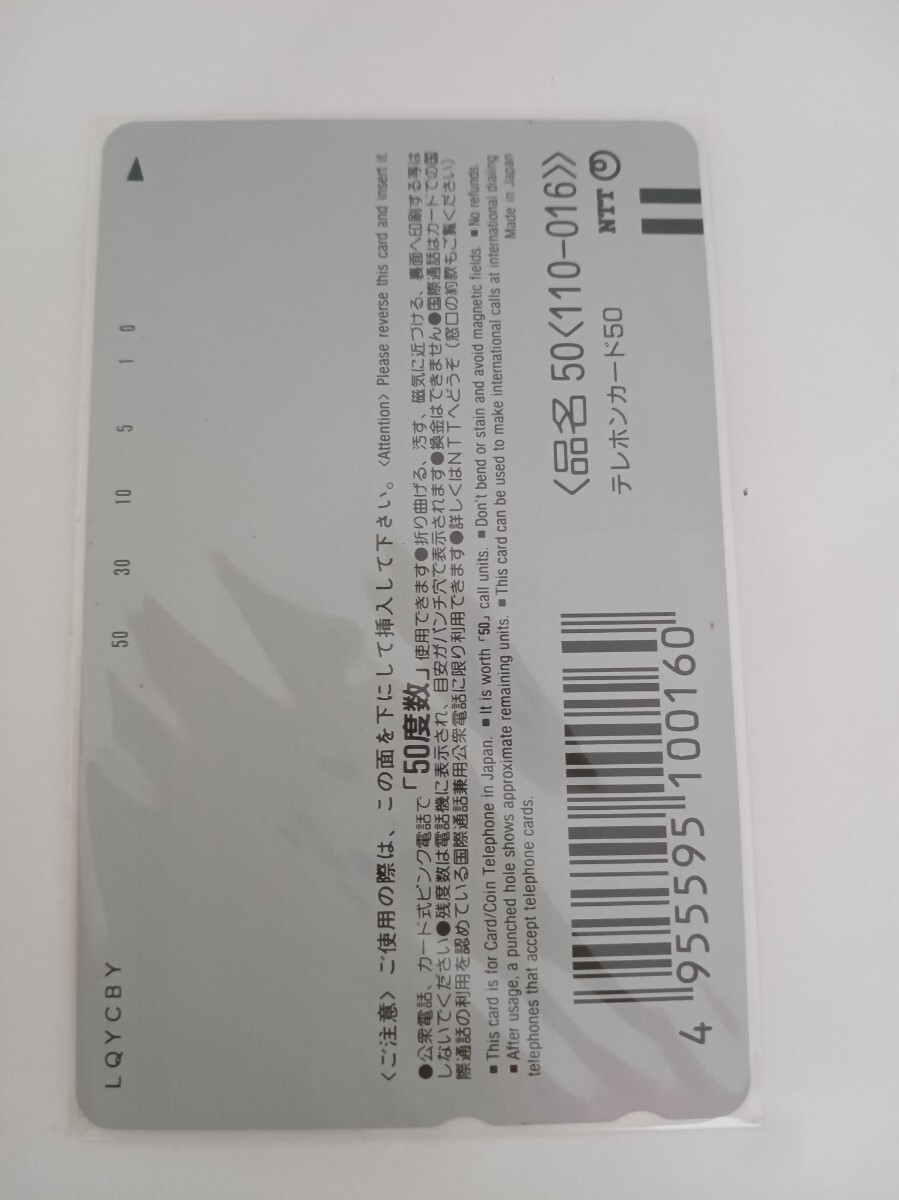 LQYCBY
50 30 10 5 1 0
〈ご注意〉ご使用の際は、この面を下にして挿入して下さい。〈Attention〉Please reverse this card and insert it.
●公衆電話、カード式ピンク電話で「50度数」使用できます●折り曲げる、汚す、磁気に近づける、裏面へ印刷する等は
しないでください●残度数は電話機に表示され、目安がパンチ穴で表示されます●換金はできません●国際通話はカードでの国
際通話の利用を認めている国際通話兼用公衆電話に限り利用できます●詳しくはNTTへどうぞ（窓口の約款もご覧ください）
■This card is for Card/Coin Telephone in Japan. ■It is worth「50」call units. ■Don't bend or stain and avoid magnetic fields. ■No refunds.
■After usage, a punched hole shows approximate remaining units. ■This card can be used to make international calls at international dialing
telephones that accept telephone cards. Made in Japan
〈品名 50〈110-016〉〉
テレホンカード50 NTT
4 955595 100160